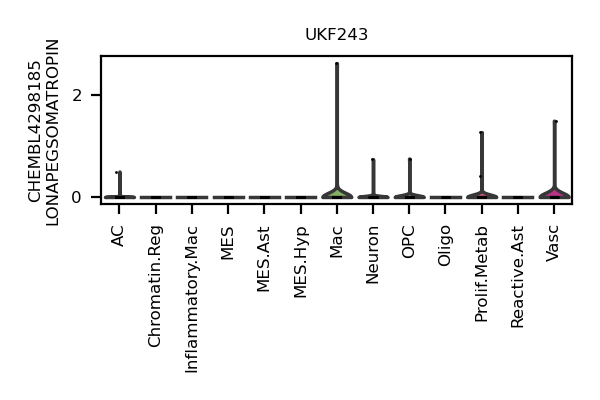 UKF243
CHEMBL4298185
LONAPEGSOMATROPIN
2
0
AC
Chromatin.Reg
Inflammatory.Mac
MES
MES.Ast
MES.Hyp
Mac
Neuron
OPC
Oligo
Prolif.Metab
Reactive.Ast
Vasc